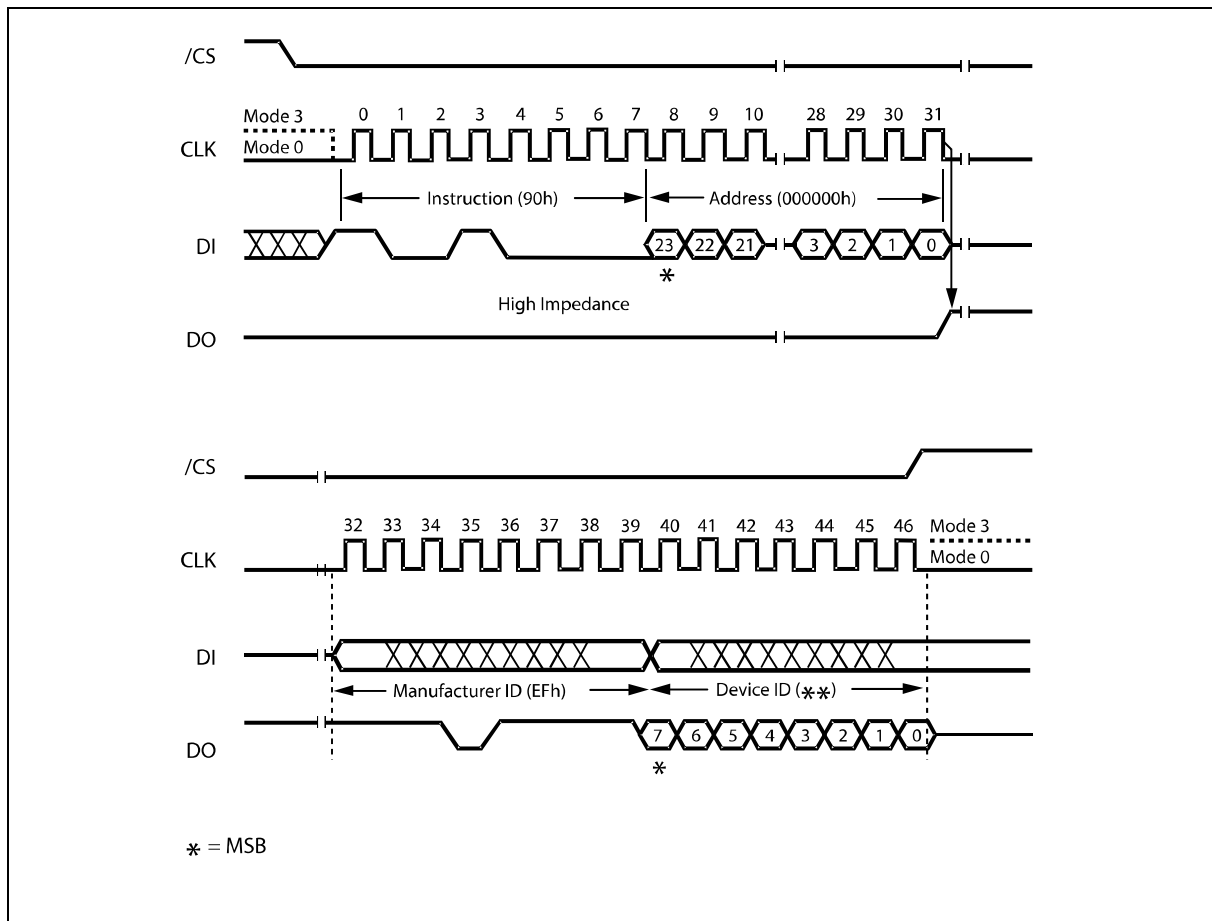 /CS
Mode 3
Mode 0
CLK
0 1 2 3 4 5 6 7 8 9 10 28 29 30 31
Instruction (90h)
Address (000000h)
DI
23 22 21 3 2 1 0
*
High Impedance
DO
/CS
32 33 34 35 36 37 38 39 40 41 42 43 44 45 46
Mode 3
CLK
Mode 0
DI
Manufacturer ID (EFh)
Device ID (**)
DO
7 6 5 4 3 2 1 0
*
* = MSB